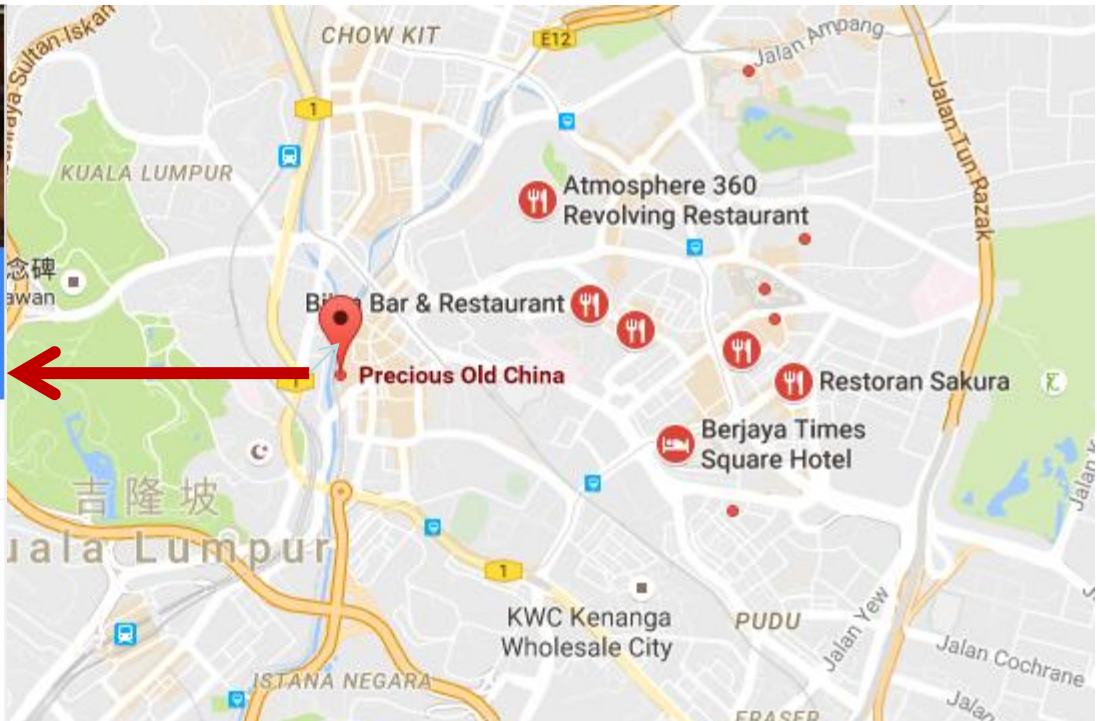 CHOW KIT
E12
Jalan Ampang
Jalan Tun Razak
1
KUALA LUMPUR
Atmosphere 360
Revolving Restaurant
念碑
awan
Bar & Restaurant
Precious Old China
Restoran Sakura
Berjaya Times
Square Hotel
吉隆坡
uala Lumpur
1
KWC Kenanga
Wholesale City
PUDU
Jalan Yew
Jalan Cochrane
ISTANA NEGARA
Jalan